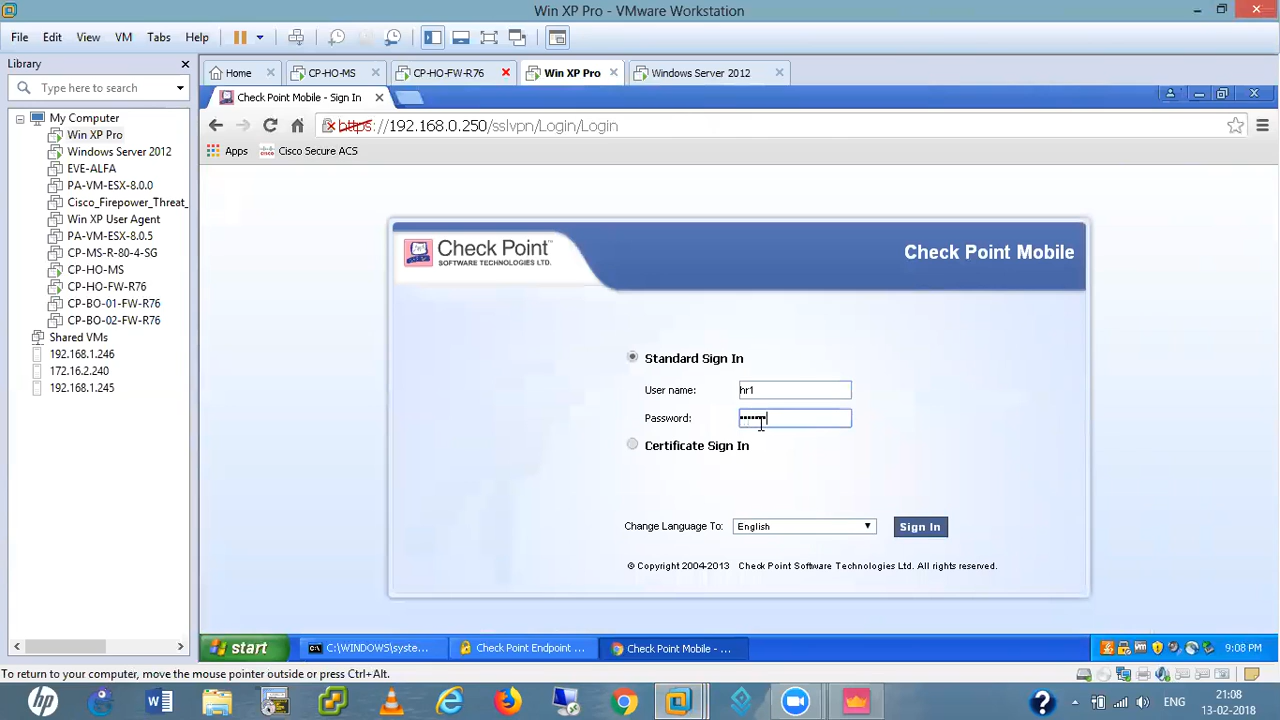 Win XP Pro - VMware Workstation
File Edit View VM Tabs Help
Library
Type here to search
My Computer
Win XP Pro
Windows Server 2012
EVE-ALFA
PA-VM-ESX-8.0.0
Cisco_Firepower_Threat_
Win XP User Agent
PA-VM-ESX-8.0.5
CP-MS-R-80-4-SG
CP-HO-MS
CP-HO-FW-R76
CP-BO-01-FW-R76
CP-BO-02-FW-R76
Shared VMs
192.168.1.246
172.16.2.240
192.168.1.245
Home CP-HO-MS CP-HO-FW-R76 Win XP Pro Windows Server 2012
Check Point Mobile - Sign In
https://192.168.0.250/sslvpn/Login/Login
Apps Cisco Secure ACS
Check Point
SOFTWARE TECHNOLOGIES LTD.
Check Point Mobile
Standard Sign In
User name: hr1
Password: •••••••
Certificate Sign In
Change Language To: English Sign In
© Copyright 2004-2013 Check Point Software Technologies Ltd. All rights reserved.
start C:\WINDOWS\syste... Check Point Endpoint ... Check Point Mobile - ... 9:08 PM
To return to your computer, move the mouse pointer outside or press Ctrl+Alt.
ENG 21:08
13-02-2018